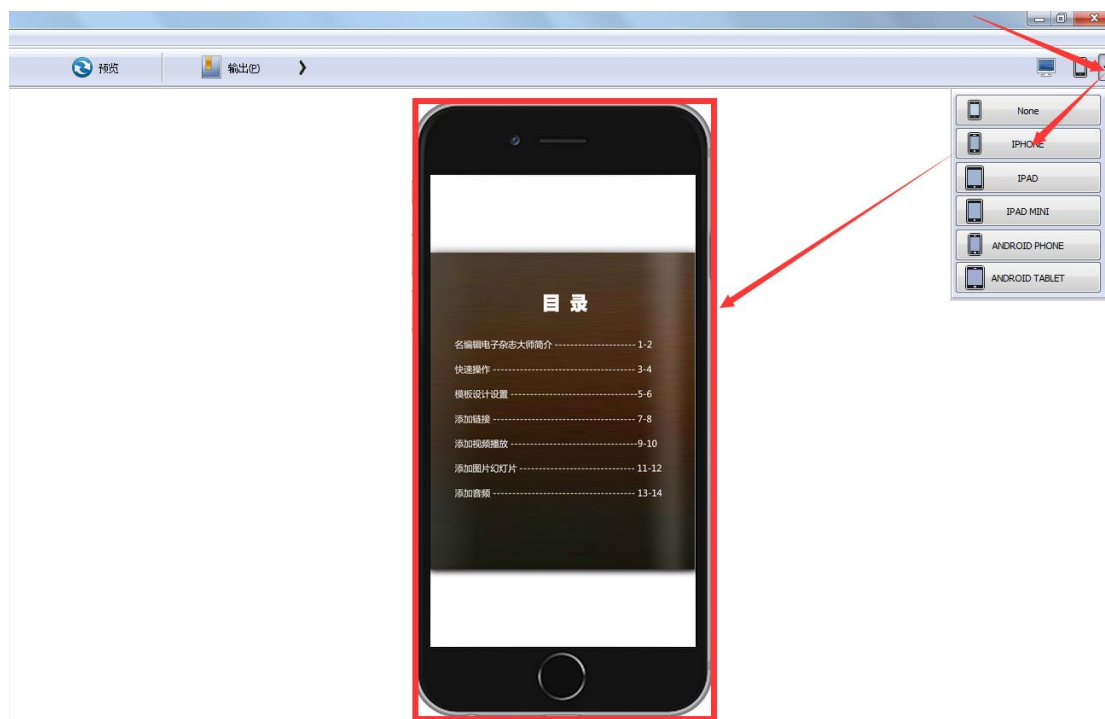 预览
输出(P)
None
IPHONE
IPAD
IPAD MINI
ANDROID PHONE
ANDROID TABLET
目 录
名编辑电子杂志大师简介 --------------------- 1-2
快速操作 ------------------------------------- 3-4
模板设计设置 ---------------------------------5-6
添加链接 ------------------------------------- 7-8
添加视频播放 ---------------------------------9-10
添加图片幻灯片 ------------------------------ 11-12
添加音频 ------------------------------------- 13-14